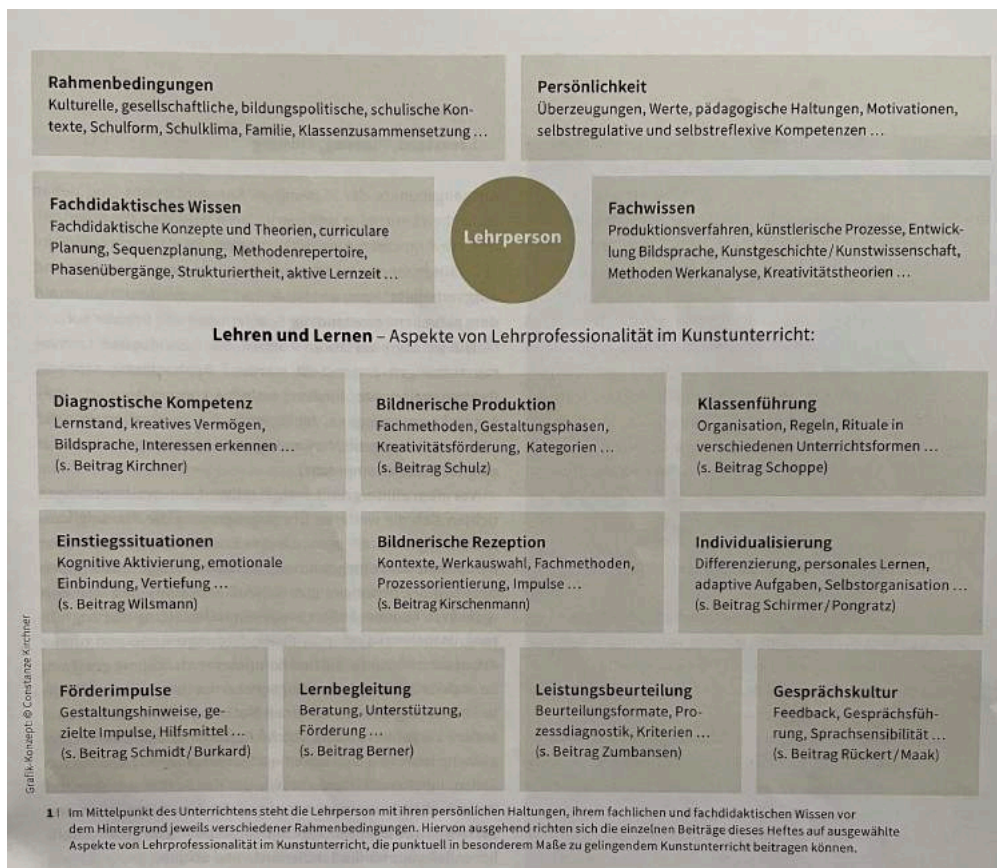 Rahmenbedingungen
Kulturelle, gesellschaftliche, bildungspolitische, schulische Kon-
texte, Schulform, Schulklima, Familie, Klassenzusammensetzung ...
Persönlichkeit
Überzeugungen, Werte, pädagogische Haltungen, Motivationen,
selbstregulative und selbstreflexive Kompetenzen ...
Fachdidaktisches Wissen
Fachdidaktische Konzepte und Theorien, curriculare
Planung, Sequenzplanung, Methodenrepertoire,
Phasenübergänge, Strukturiertheit, aktive Lernzeit ...
Lehrperson
Fachwissen
Produktionsverfahren, künstlerische Prozesse, Entwick-
lung Bildsprache, Kunstgeschichte/Kunstwissenschaft,
Methoden Werkanalyse, Kreativitätstheorien ...
Lehren und Lernen – Aspekte von Lehrprofessionalität im Kunstunterricht:
Diagnostische Kompetenz
Lernstand, kreatives Vermögen,
Bildsprache, Interessen erkennen ...
(s. Beitrag Kirchner)
Bildnerische Produktion
Fachmethoden, Gestaltungsphasen,
Kreativitätsförderung, Kategorien ...
(s. Beitrag Schulz)
Klassenführung
Organisation, Regeln, Rituale in
verschiedenen Unterrichtsformen ...
(s. Beitrag Schoppe)
Einstiegssituationen
Kognitive Aktivierung, emotionale
Einbindung, Vertiefung ...
(s. Beitrag Wilsmann)
Bildnerische Rezeption
Kontexte, Werkauswahl, Fachmethoden,
Prozessorientierung, Impulse ...
(s. Beitrag Kirschenmann)
Individualisierung
Differenzierung, personales Lernen,
adaptive Aufgaben, Selbstorganisation ...
(s. Beitrag Schirmer/Pongratz)
Förderimpulse
Gestaltungshinweise, ge-
zielte Impulse, Hilfsmittel ...
(s. Beitrag Schmidt/Burkard)
Lernbegleitung
Beratung, Unterstützung,
Förderung ...
(s. Beitrag Berner)
Leistungsbeurteilung
Beurteilungsformate, Pro-
zessdiagnostik, Kriterien ...
(s. Beitrag Zumbansen)
Gesprächskultur
Feedback, Gesprächsfüh-
rung, Sprachsensibilität ...
(s. Beitrag Rückert/Maak)
Grafik-Konzept: © Constanze Kirchner
1 | Im Mittelpunkt des Unterrichtens steht die Lehrperson mit ihren persönlichen Haltungen, ihrem fachlichen und fachdidaktischen Wissen vor
dem Hintergrund jeweils verschiedener Rahmenbedingungen. Hiervon ausgehend richten sich die einzelnen Beiträge dieses Heftes auf ausgewählte
Aspekte von Lehrprofessionalität im Kunstunterricht, die punktuell in besonderem Maße zu gelingendem Kunstunterricht beitragen können.